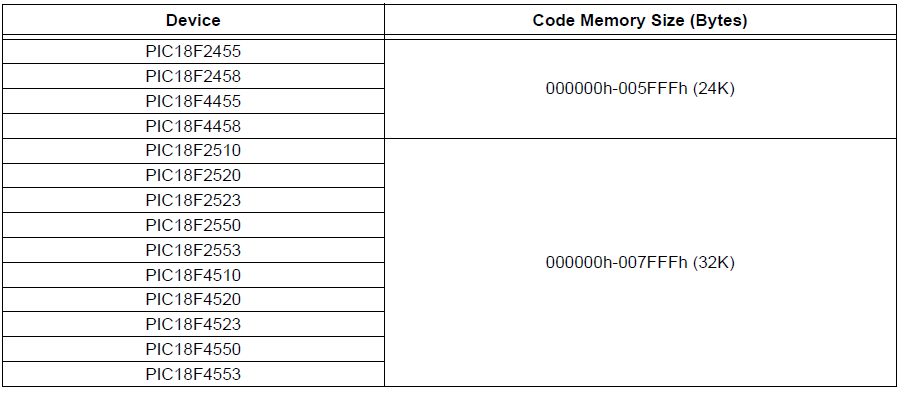 Device Code Memory Size (Bytes)
PIC18F2455
PIC18F2458
PIC18F4455
PIC18F4458
000000h-005FFFh (24K)
PIC18F2510
PIC18F2520
PIC18F2523
PIC18F2550
PIC18F2553
PIC18F4510
PIC18F4520
PIC18F4523
PIC18F4550
PIC18F4553
000000h-007FFFh (32K)